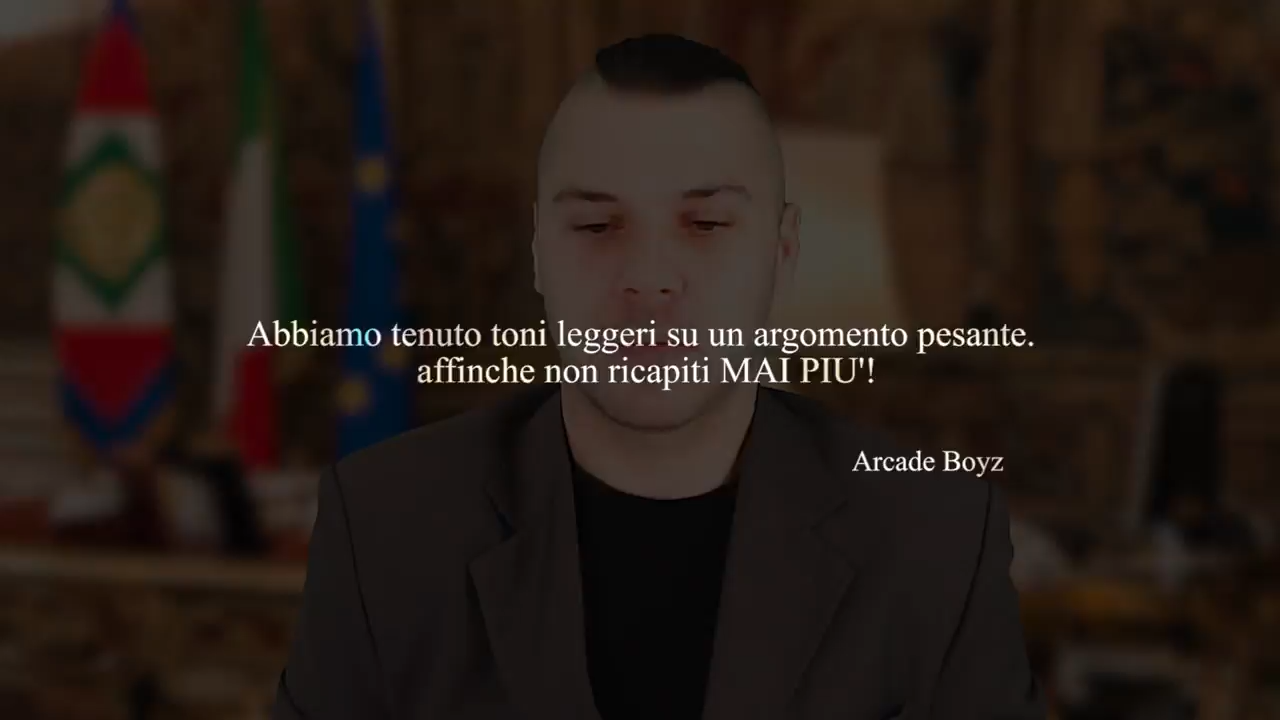 Abbiamo tenuto toni leggeri su un argomento pesante.
affinche non ricapiti MAI PIU'!
Arcade Boyz